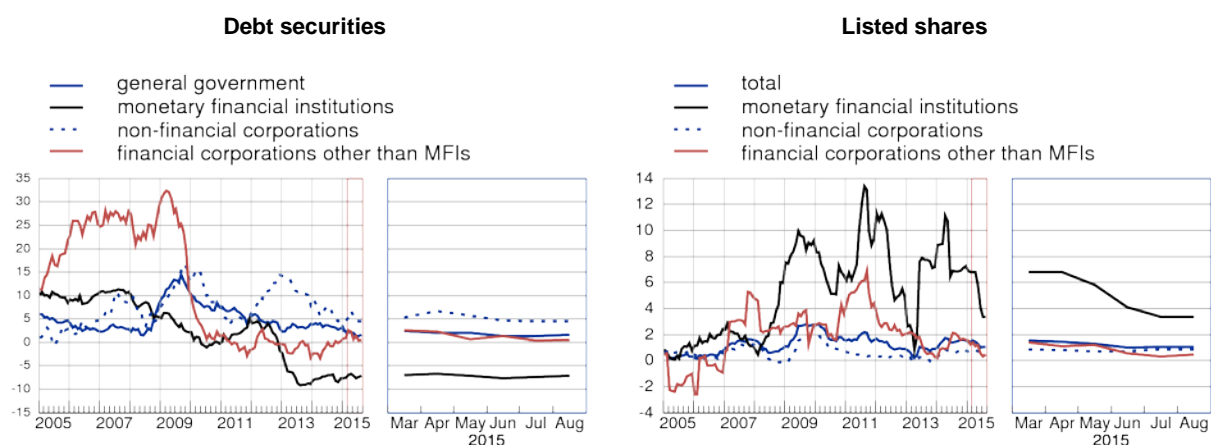 Debt securities
general government
monetary financial institutions
non-financial corporations
financial corporations other than MFIs
35
30
25
20
15
10
5
0
-5
-10
-15
2005 2007 2009 2011 2013 2015
Mar Apr May Jun Jul Aug
2015
Listed shares
total
monetary financial institutions
non-financial corporations
financial corporations other than MFIs
14
12
10
8
6
4
2
0
-2
-4
2005 2007 2009 2011 2013 2015
Mar Apr May Jun Jul Aug
2015